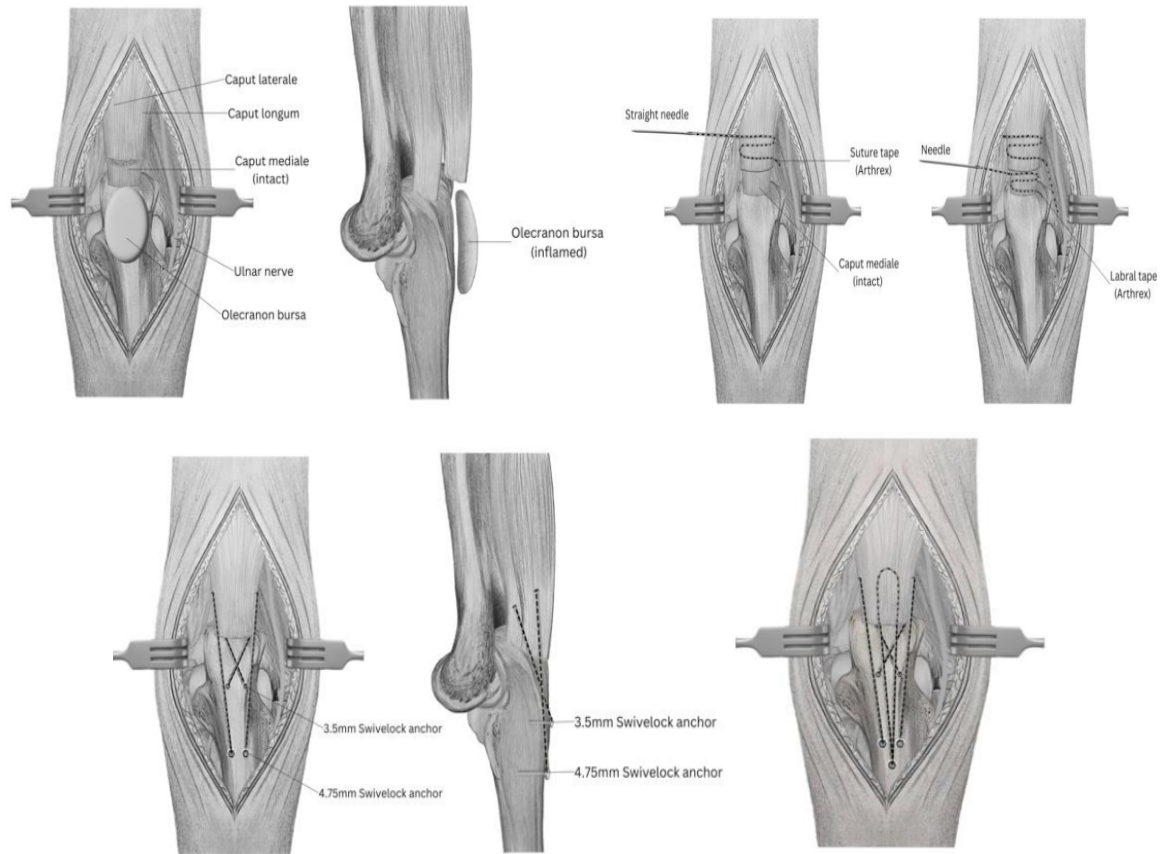 Caput laterale
Caput longum
Caput mediale
(intact)
Ulnar nerve
Olecranon bursa
Olecranon bursa
(inflamed)
Straight needle
Suture tape
(Arthrex)
Caput mediale
(intact)
Needle
Labral tape
(Arthrex)
3.5mm Swivelock anchor
4.75mm Swivelock anchor
3.5mm Swivelock anchor
4.75mm Swivelock anchor